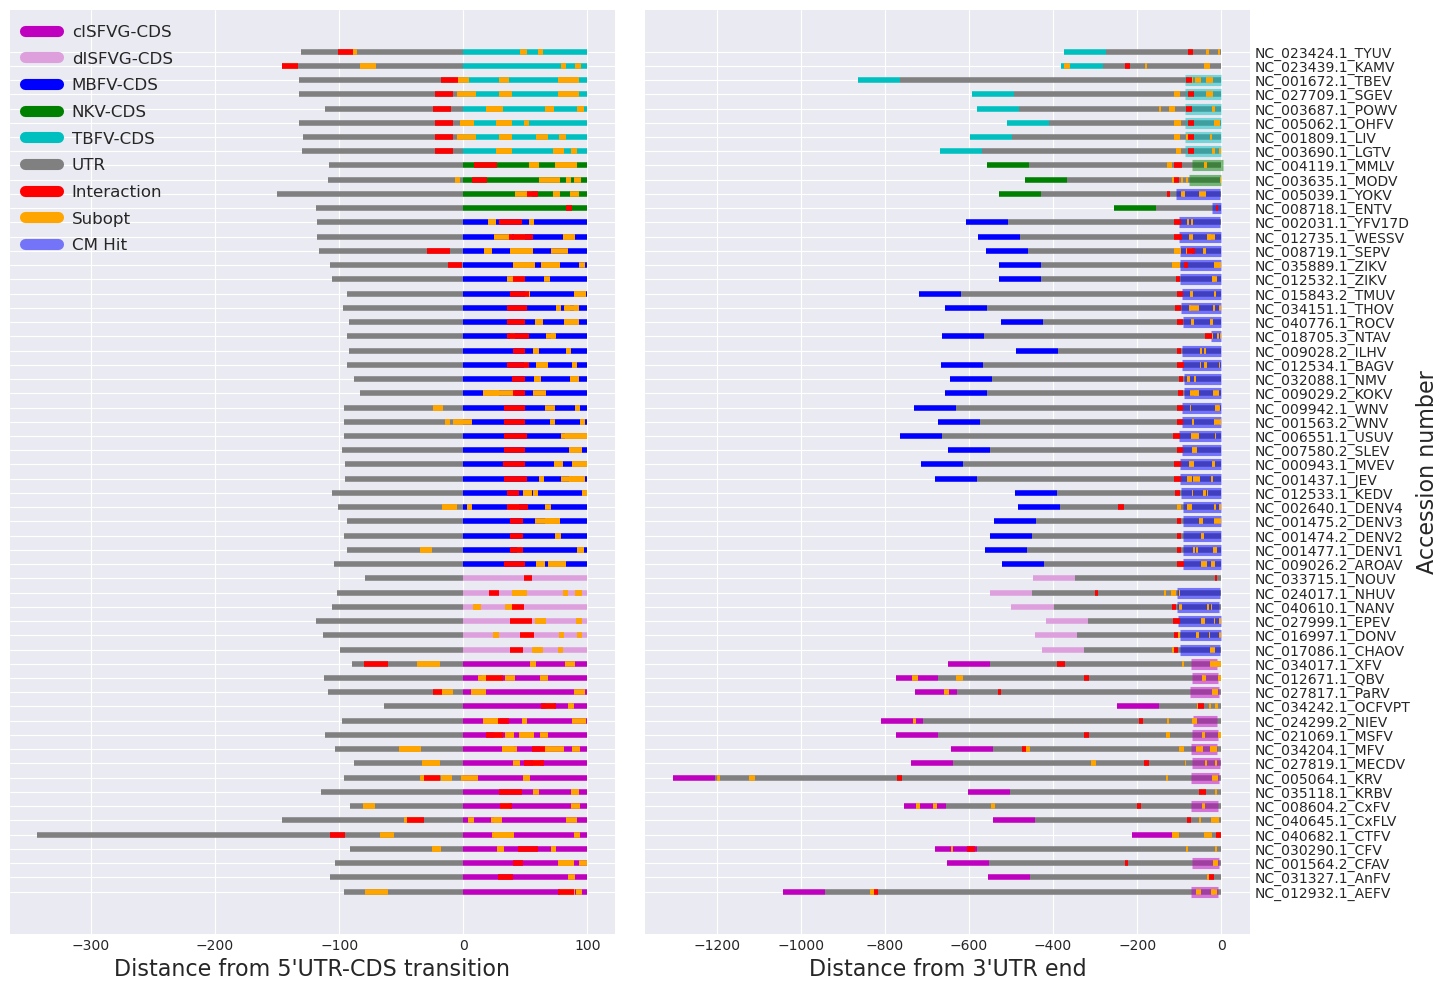 cISFVG-CDS
dISFVG-CDS
MBFV-CDS
NKV-CDS
TBFV-CDS
UTR
Interaction
Subopt
CM Hit
NC_023424.1_TYUV
NC_023439.1_KAMV
NC_001672.1_TBEV
NC_027709.1_SGEV
NC_003687.1_POWV
NC_005062.1_OHFV
NC_001809.1_LIV
NC_003690.1_LGTV
NC_004119.1_MMLV
NC_003635.1_MODV
NC_005039.1_YOKV
NC_008718.1_ENTV
NC_002031.1_YFV17D
NC_012735.1_WESSV
NC_008719.1_SEPV
NC_035889.1_ZIKV
NC_012532.1_ZIKV
NC_015843.2_TMUV
NC_034151.1_THOV
NC_040776.1_ROCV
NC_018705.3_NTAV
NC_009028.2_ILHV
NC_012534.1_BAGV
NC_032088.1_NMV
NC_009029.2_KOKV
NC_009942.1_WNV
NC_001563.2_WNV
NC_006551.1_USUV
NC_007580.2_SLEV
NC_000943.1_MVEV
NC_001437.1_JEV
NC_012533.1_KEDV
NC_002640.1_DENV4
NC_001475.2_DENV3
NC_001474.2_DENV2
NC_001477.1_DENV1
NC_009026.2_AROAV
NC_033715.1_NOUV
NC_024017.1_NHUV
NC_040610.1_NANV
NC_027999.1_EPEV
NC_016997.1_DONV
NC_017086.1_CHAOV
NC_034017.1_XFV
NC_012671.1_QBV
NC_027817.1_PaRV
NC_034242.1_OCFVPT
NC_024299.2_NIEV
NC_021069.1_MSFV
NC_034204.1_MFV
NC_027819.1_MECDV
NC_005064.1_KRV
NC_035118.1_KRBV
NC_008604.2_CxFV
NC_040645.1_CxFLV
NC_040682.1_CTFV
NC_030290.1_CFV
NC_001564.2_CFAV
NC_031327.1_AnFV
NC_012932.1_AEFV
Accession number
−300 −200 −100 0 100
−1200 −1000 −800 −600 −400 −200 0
Distance from 5'UTR-CDS transition
Distance from 3'UTR end